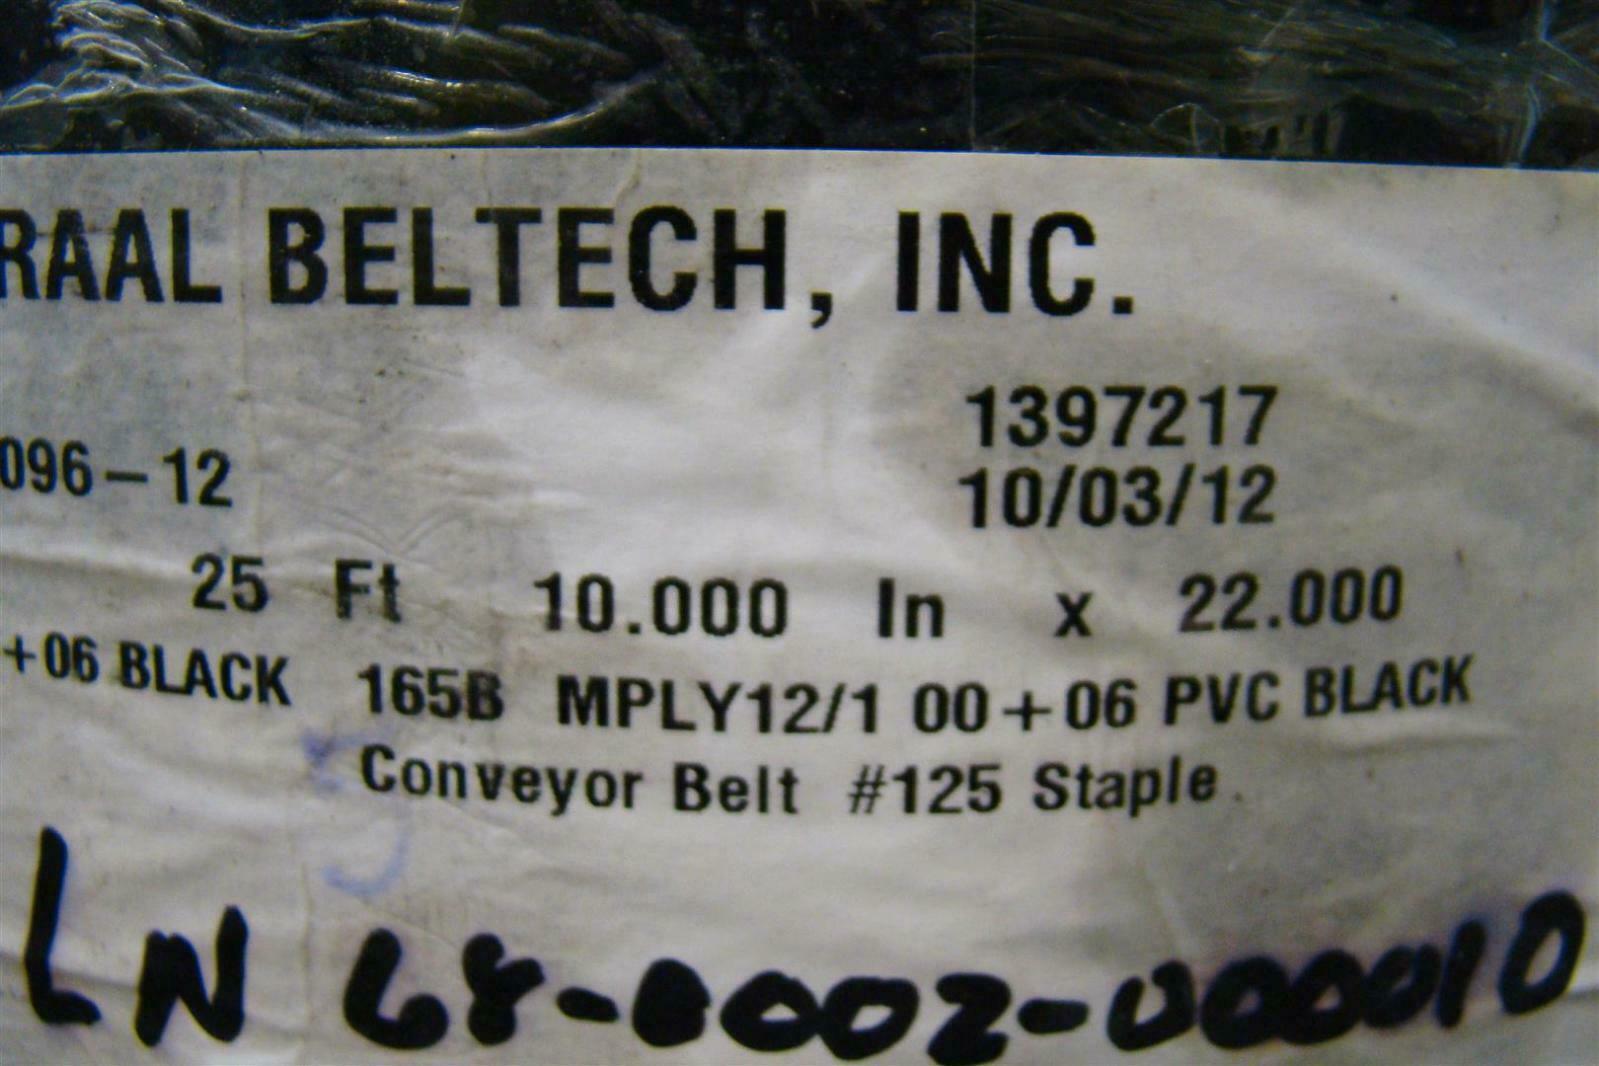 RAAL BELTECH, INC.
1397217
096-12
10/03/12
25 Ft 10.000 In x 22.000
+06 BLACK 165B MPLY12/1 00+06 PVC BLACK
Conveyor Belt #125 Staple
LN 68-0002-000010